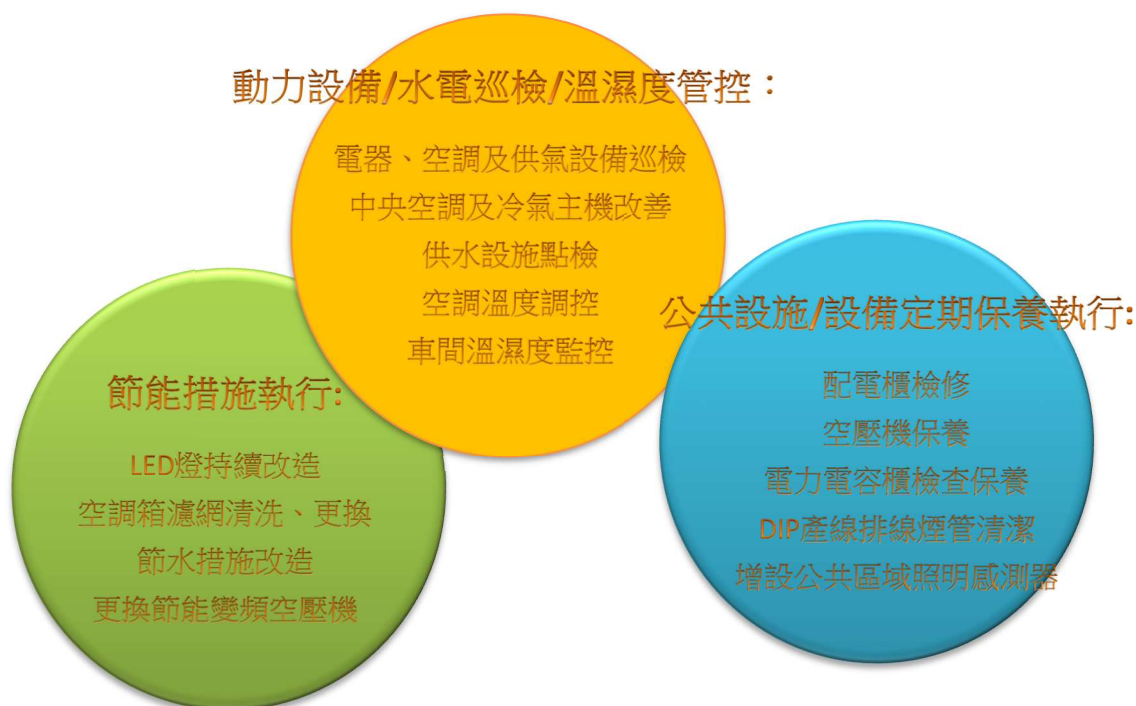 動力設備/水電巡檢/溫濕度管控：
電器、空調及供氣設備巡檢
中央空調及冷氣主機改善
供水設施點檢
空調溫度調控
車間溫濕度監控
節能措施執行:
LED燈持續改造
空調箱濾網清洗、更換
節水措施改造
更換節能變頻空壓機
公共設施/設備定期保養執行:
配電櫃檢修
空壓機保養
電力電容櫃檢查保養
DIP產線排線煙管清潔
增設公共區域照明感測器